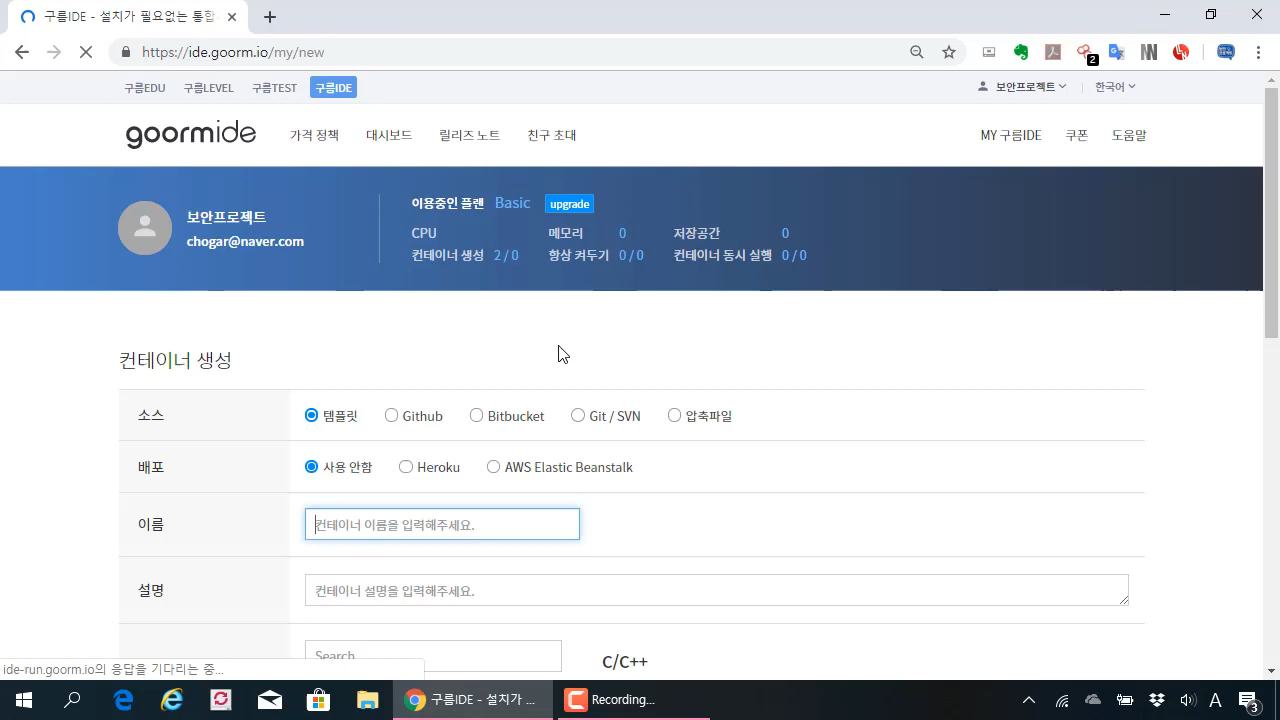 구름IDE - 설치가 필요없는 통합
https://ide.goorm.io/my/new
2
구름EDU 구름LEVEL 구름TEST 구름IDE 보안프로젝트 한국어
goormide 가격 정책 대시보드 릴리즈 노트 친구 초대 MY 구름IDE 쿠폰 도움말
이용중인 플랜 Basic upgrade
보안프로젝트
chogar@naver.com
CPU 메모리 0 저장공간 0
컨테이너 생성 2 / 0 항상 켜두기 0 / 0 컨테이너 동시 실행 0 / 0
컨테이너 생성
소스 템플릿 Github Bitbucket Git / SVN 압축파일
배포 사용 안함 Heroku AWS Elastic Beanstalk
이름 컨테이너 이름을 입력해주세요.
설명 컨테이너 설명을 입력해주세요.
Search
C/C++
ide-run.goorm.io의 응답을 기다리는 중...
구름IDE - 설치가 ... Recording... A 3